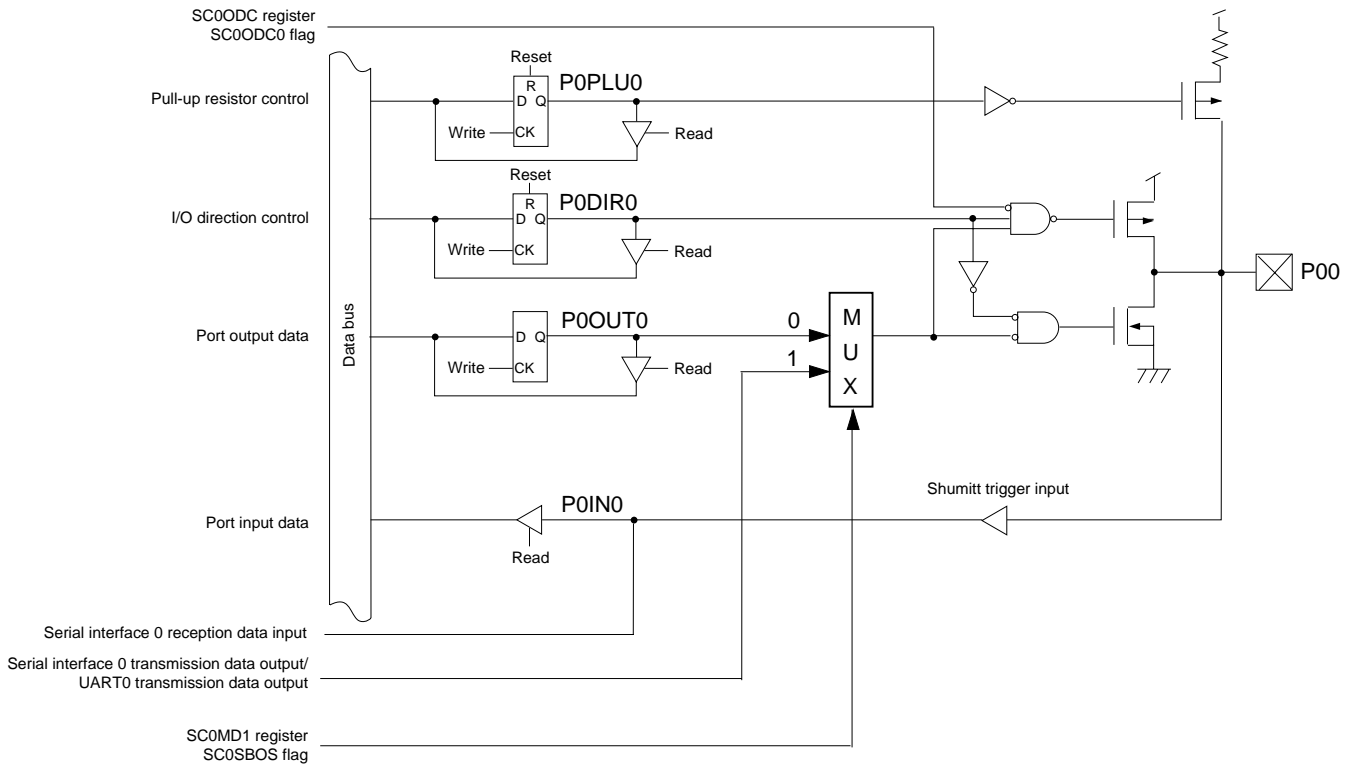 SC0ODC register
SC0ODC0 flag
Reset
Pull-up resistor control
R
P0PLU0
D Q
Write
CK
Read
Reset
I/O direction control
R
P0DIR0
D Q
Write
CK
Read
P00
Data bus
Port output data
P0OUT0
D Q
Write
CK
Read
0
1
M
U
X
Shumitt trigger input
Port input data
P0IN0
Read
Serial interface 0 reception data input
Serial interface 0 transmission data output/
UART0 transmission data output
SC0MD1 register
SC0SBOS flag